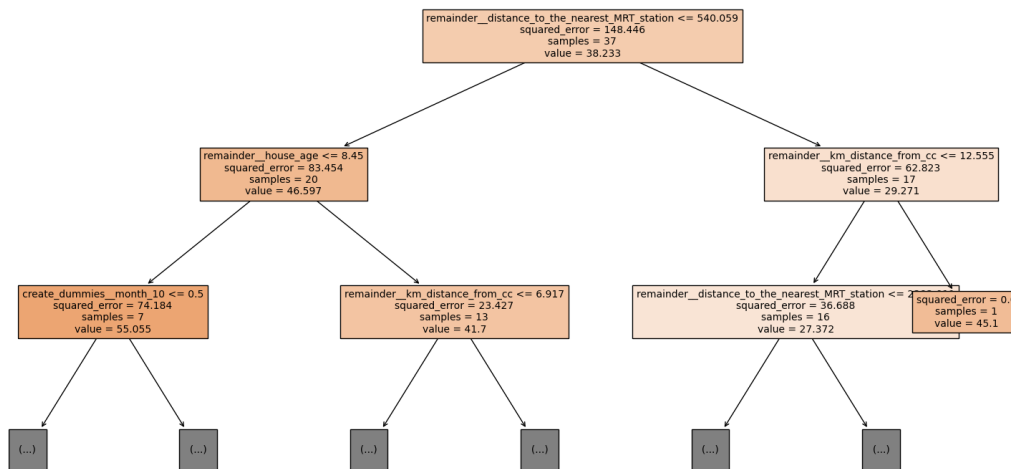 remainder__distance_to_the_nearest_MRT_station <= 540.059
squared_error = 148.446
samples = 37
value = 38.233
remainder__house_age <= 8.45
squared_error = 83.454
samples = 20
value = 46.597
remainder__km_distance_from_cc <= 12.555
squared_error = 62.823
samples = 17
value = 29.271
create_dummies__month_10 <= 0.5
squared_error = 74.184
samples = 7
value = 55.055
remainder__km_distance_from_cc <= 6.917
squared_error = 23.427
samples = 13
value = 41.7
remainder__distance_to_the_nearest_MRT_station <=
squared_error = 36.688
samples = 16
value = 27.372
squared_error = 0.
samples = 1
value = 45.1
(...)
(...)
(...)
(...)
(...)
(...)